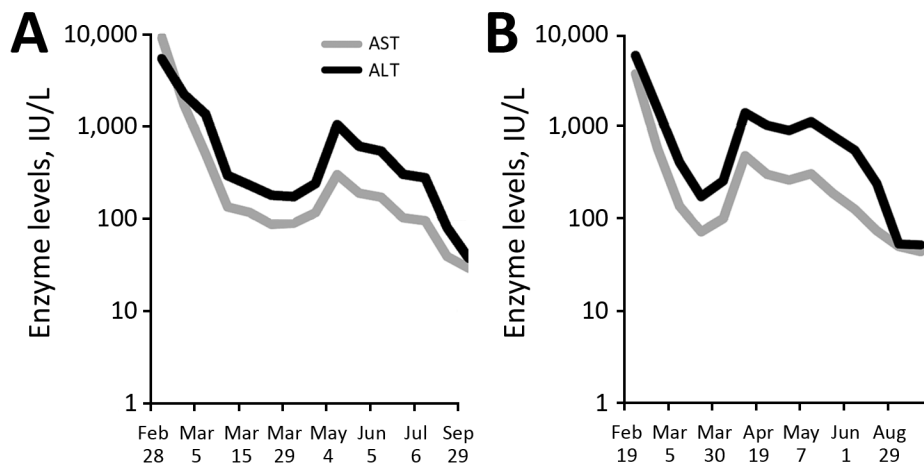 A
Enzyme levels, IU/L
10,000
1,000
100
10
1
AST
ALT
Feb 28
Mar 5
Mar 15
Mar 29
May 4
Jun 5
Jul 6
Sep 29
B
Enzyme levels, IU/L
10,000
1,000
100
10
1
Feb 19
Mar 5
Mar 30
Apr 19
May 7
Jun 1
Aug 29